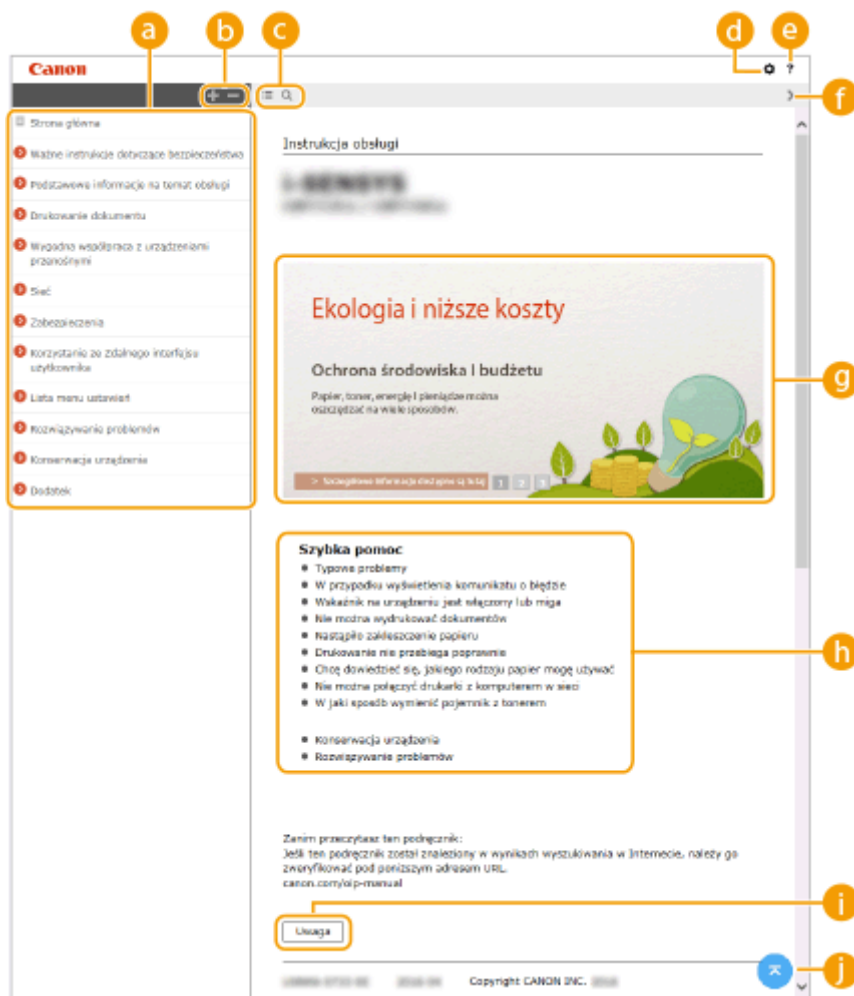 a b c d e
Canon
?
f
Strona główna
Ważne instrukcje dotyczące bezpieczeństwa
Podstawowe informacje na temat obsługi
Drukowanie dokumentu
Wygodna współpraca z urządzeniami
przenośnymi
Sieć
Zabezpieczenia
Korzystanie ze zdalnego interfejsu
użytkownika
Lista menu ustawień
Rozwiązywanie problemów
Konserwacja urządzenia
Dodatek
Instrukcja obsługi
i-SENSYS
Ekologia i niższe koszty
Ochrona środowiska i budżetu
Papier, toner, energię i pieniądze można
oszczędzać na wiele sposobów.
> Szczegółowe informacje dostępne są tutaj 1 2 3
g
Szybka pomoc
Typowe problemy
W przypadku wyświetlenia komunikatu o błędzie
Wskaźnik na urządzeniu jest włączony lub miga
Nie można wydrukować dokumentów
Nastąpiło zakleszczenie papieru
Drukowanie nie przebiega poprawnie
Chcę dowiedzieć się, jakiego rodzaju papier mogę używać
Nie można połączyć drukarki z komputerem w sieci
W jaki sposób wymienić pojemnik z tonerem
Konserwacja urządzenia
Rozwiązywanie problemów
h
Zanim przeczytasz ten podręcznik:
Jeśli ten podręcznik został znaleziony w wynikach wyszukiwania w Internecie, należy go
zweryfikować pod poniższym adresem URL.
canon.com/oip-manual
i
Uwaga
j
Copyright CANON INC.